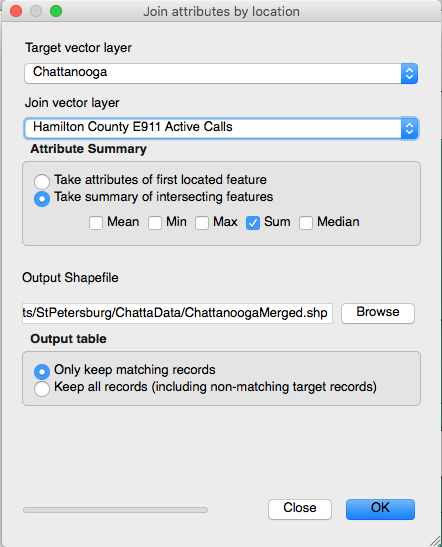 Join attributes by location
Target vector layer
Chattanooga
Join vector layer
Hamilton County E911 Active Calls
Attribute Summary
Take attributes of first located feature
Take summary of intersecting features
Mean Min Max Sum Median
Output Shapefile
ts/StPetersburg/ChattaData/ChattanoogaMerged.shp Browse
Output table
Only keep matching records
Keep all records (including non-matching target records)
Close OK